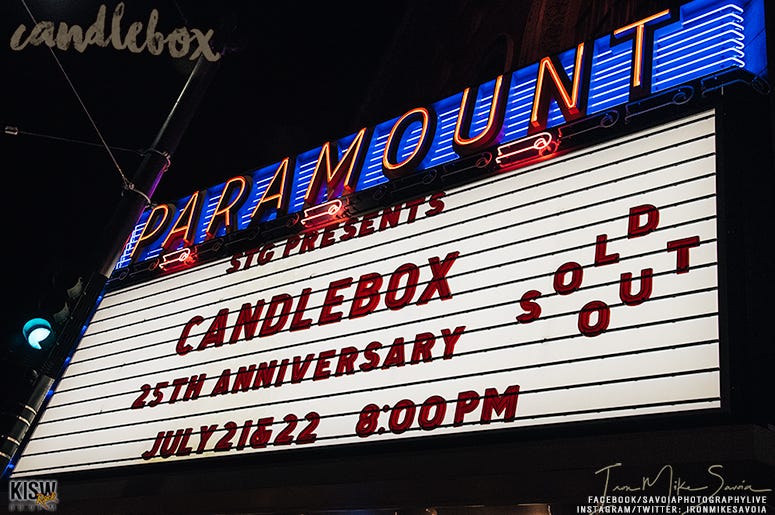 candlebox
PARAMOUNT
STG PRESENTS
CANDLEBOX
25TH ANNIVERSARY
JULY 21 & 22 8:00 PM
SOLD
OUT
KISW
Iron Mike Savoia
FACEBOOK/SAVOIAPHOTOGRAPHYLIVE
INSTAGRAM/TWITTER: _IRONMIKESAVOIA